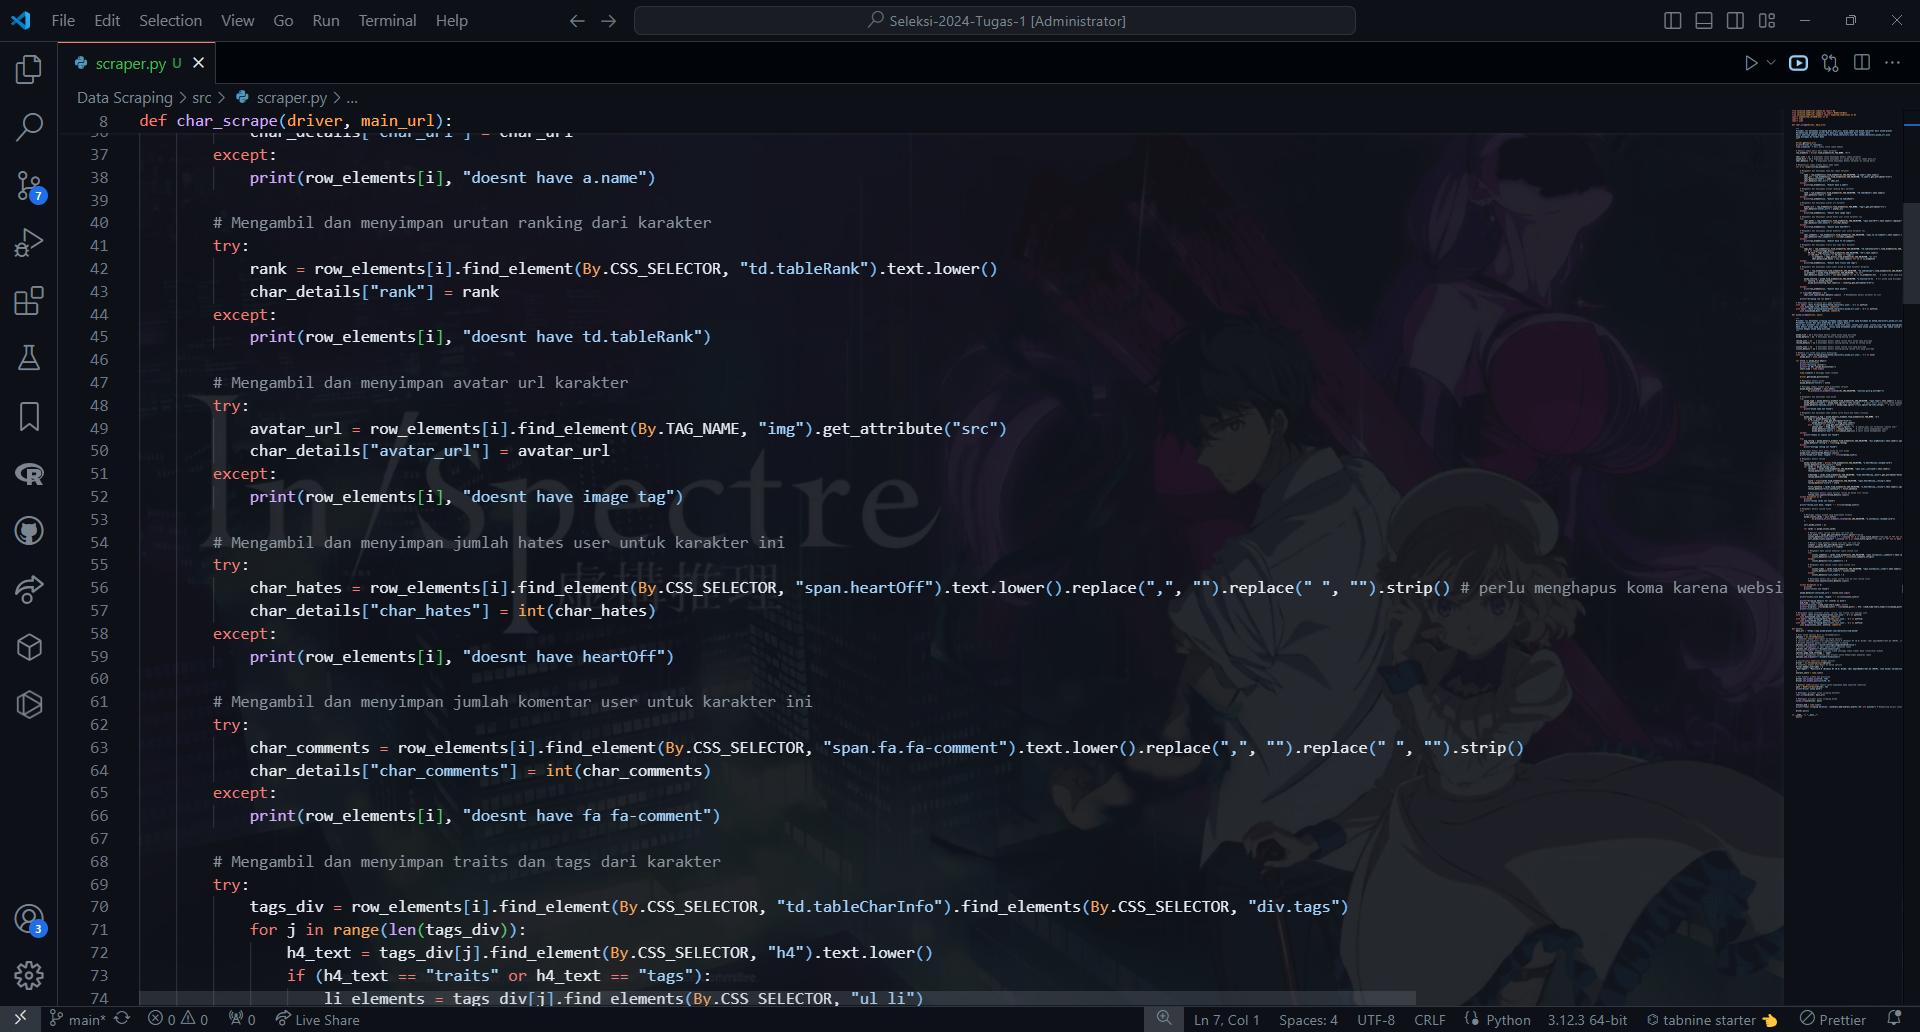 File Edit Selection View Go Run Terminal Help
Seleksi-2024-Tugas-1 [Administrator]
scraper.py U
Data Scraping > src > scraper.py > ...
8 def char_scrape(driver, main_url):
36 char_details["char_url"] = char_url
37 except:
38 print(row_elements[i], "doesnt have a.name")
39
40 # Mengambil dan menyimpan urutan ranking dari karakter
41 try:
42 rank = row_elements[i].find_element(By.CSS_SELECTOR, "td.tableRank").text.lower()
43 char_details["rank"] = rank
44 except:
45 print(row_elements[i], "doesnt have td.tableRank")
46
47 # Mengambil dan menyimpan avatar url karakter
48 try:
49 avatar_url = row_elements[i].find_element(By.TAG_NAME, "img").get_attribute("src")
50 char_details["avatar_url"] = avatar_url
51 except:
52 print(row_elements[i], "doesnt have image tag")
53
54 # Mengambil dan menyimpan jumlah hates user untuk karakter ini
55 try:
56 char_hates = row_elements[i].find_element(By.CSS_SELECTOR, "span.heartOff").text.lower().replace(",", "").replace(" ", "").strip() # perlu menghapus koma karena websi
57 char_details["char_hates"] = int(char_hates)
58 except:
59 print(row_elements[i], "doesnt have heartOff")
60
61 # Mengambil dan menyimpan jumlah komentar user untuk karakter ini
62 try:
63 char_comments = row_elements[i].find_element(By.CSS_SELECTOR, "span.fa.fa-comment").text.lower().replace(",", "").replace(" ", "").strip()
64 char_details["char_comments"] = int(char_comments)
65 except:
66 print(row_elements[i], "doesnt have fa fa-comment")
67
68 # Mengambil dan menyimpan traits dan tags dari karakter
69 try:
70 tags_div = row_elements[i].find_element(By.CSS_SELECTOR, "td.tableCharInfo").find_elements(By.CSS_SELECTOR, "div.tags")
71 for j in range(len(tags_div)):
72 h4_text = tags_div[j].find_element(By.CSS_SELECTOR, "h4").text.lower()
73 if (h4_text == "traits" or h4_text == "tags"):
74 li_elements = tags_div[j].find_elements(By.CSS_SELECTOR, "ul li")
In/Spectre
虚構推理
7
3
main* 0 0 0 Live Share Ln 7, Col 1 Spaces: 4 UTF-8 CRLF Python 3.12.3 64-bit tabnine starter Prettier